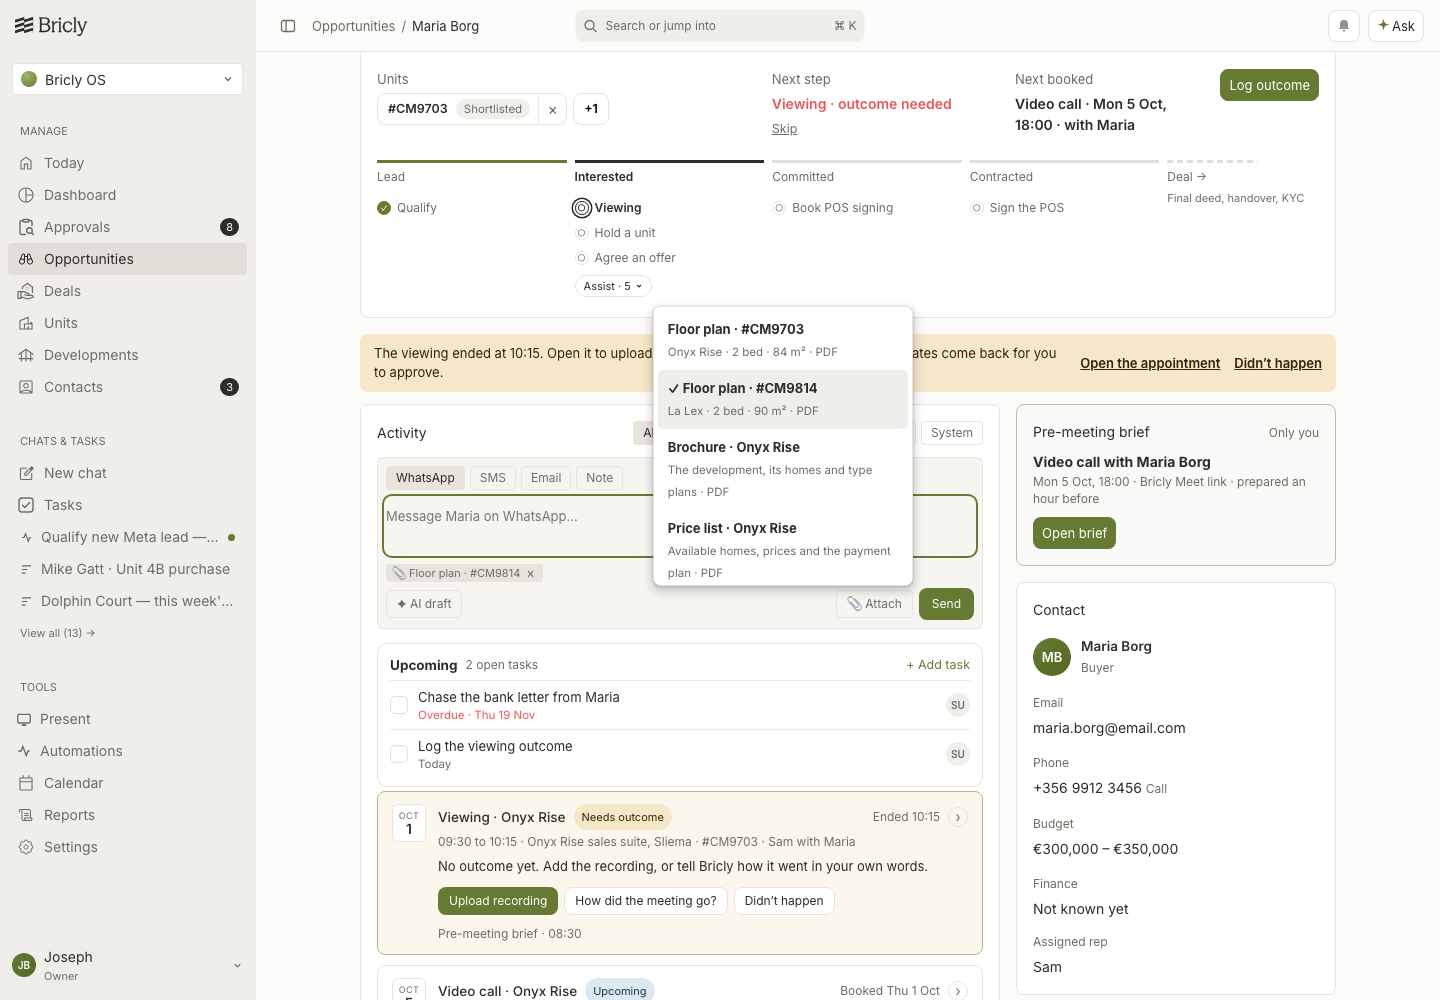 Bricly
Bricly OS
MANAGE
Today
Dashboard
Approvals 8
Opportunities
Deals
Units
Developments
Contacts 3
CHATS & TASKS
New chat
Tasks
Qualify new Meta lead —...
Mike Gatt · Unit 4B purchase
Dolphin Court — this week'...
View all (13) →
TOOLS
Present
Automations
Calendar
Reports
Settings
JB Joseph
Owner
Opportunities / Maria Borg
Search or jump into ⌘ K
Ask
Units
#CM9703 Shortlisted × +1
Next step
Viewing · outcome needed
Skip
Next booked
Video call · Mon 5 Oct,
18:00 · with Maria
Log outcome
Lead
Qualify
Interested
Viewing
Hold a unit
Agree an offer
Assist · 5
Committed
Book POS signing
Contracted
Sign the POS
Deal →
Final deed, handover, KYC
The viewing ended at 10:15. Open it to upload
ates come back for you
to approve.
Open the appointment Didn't happen
Floor plan · #CM9703
Onyx Rise · 2 bed · 84 m² · PDF
✓ Floor plan · #CM9814
La Lex · 2 bed · 90 m² · PDF
Brochure · Onyx Rise
The development, its homes and type
plans · PDF
Price list · Onyx Rise
Available homes, prices and the payment
plan · PDF
Activity
System
WhatsApp SMS Email Note
Message Maria on WhatsApp...
Floor plan · #CM9814 ×
AI draft
Attach Send
Upcoming 2 open tasks + Add task
Chase the bank letter from Maria SU
Overdue · Thu 19 Nov
Log the viewing outcome SU
Today
OCT
1
Viewing · Onyx Rise Needs outcome Ended 10:15
09:30 to 10:15 · Onyx Rise sales suite, Sliema · #CM9703 · Sam with Maria
No outcome yet. Add the recording, or tell Bricly how it went in your own words.
Upload recording How did the meeting go? Didn't happen
Pre-meeting brief · 08:30
OCT
Video call · Onyx Rise Upcoming Booked Thu 1 Oct
Pre-meeting brief Only you
Video call with Maria Borg
Mon 5 Oct, 18:00 · Bricly Meet link · prepared an
hour before
Open brief
Contact
MB Maria Borg
Buyer
Email
maria.borg@email.com
Phone
+356 9912 3456 Call
Budget
€300,000 – €350,000
Finance
Not known yet
Assigned rep
Sam